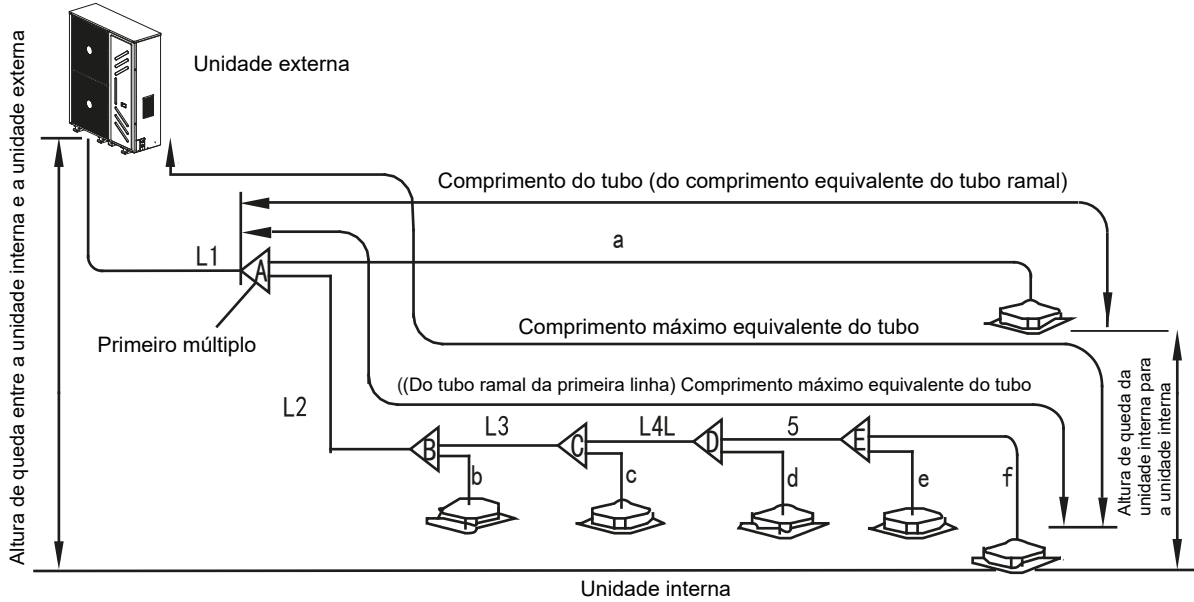 Altura de queda entre a unidade interna e a unidade externa
Unidade externa
Comprimento do tubo (do comprimento equivalente do tubo ramal)
a
L1
A
Primeiro múltiplo
Comprimento máximo equivalente do tubo
((Do tubo ramal da primeira linha) Comprimento máximo equivalente do tubo
Altura de queda da
unidade interna para
a unidade interna
L2
L3
L4L
5
B
C
D
E
b
c
d
e
f
Unidade interna